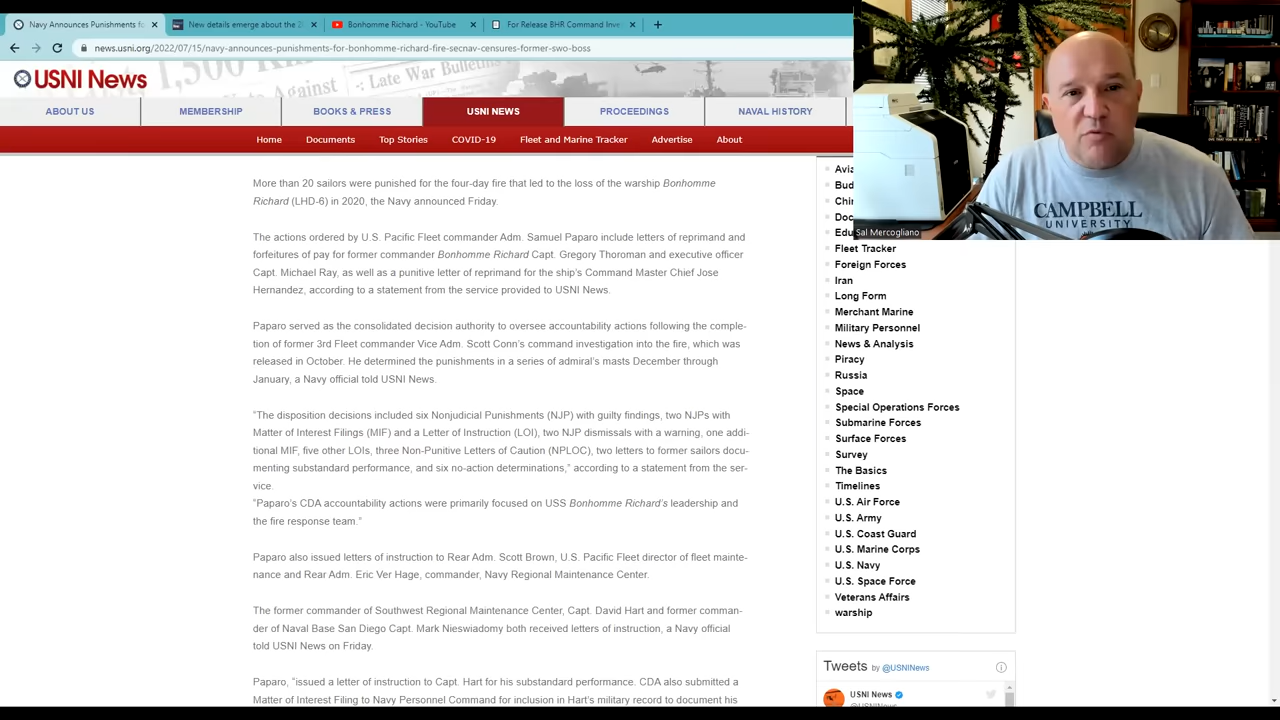 Navy Announces Punishments fo
New details emerge about the 2
Bonhomme Richard - YouTube
For Release BHR Command Inve
news.usni.org/2022/07/15/navy-announces-punishments-for-bonhomme-richard-fire-secnav-censures-former-swo-boss
USNI News
1,500
Against
Late War Bulletins
ABOUT US
MEMBERSHIP
BOOKS & PRESS
USNI NEWS
PROCEEDINGS
NAVAL HISTORY
Home
Documents
Top Stories
COVID-19
Fleet and Marine Tracker
Advertise
About
More than 20 sailors were punished for the four-day fire that led to the loss of the warship Bonhomme
Richard (LHD-6) in 2020, the Navy announced Friday.
The actions ordered by U.S. Pacific Fleet commander Adm. Samuel Paparo include letters of reprimand and
forfeitures of pay for former commander Bonhomme Richard Capt. Gregory Thoroman and executive officer
Capt. Michael Ray, as well as a punitive letter of reprimand for the ship's Command Master Chief Jose
Hernandez, according to a statement from the service provided to USNI News.
Paparo served as the consolidated decision authority to oversee accountability actions following the comple-
tion of former 3rd Fleet commander Vice Adm. Scott Conn's command investigation into the fire, which was
released in October. He determined the punishments in a series of admiral's masts December through
January, a Navy official told USNI News.
"The disposition decisions included six Nonjudicial Punishments (NJP) with guilty findings, two NJPs with
Matter of Interest Filings (MIF) and a Letter of Instruction (LOI), two NJP dismissals with a warning, one addi-
tional MIF, five other LOIs, three Non-Punitive Letters of Caution (NPLOC), two letters to former sailors docu-
menting substandard performance, and six no-action determinations," according to a statement from the ser-
vice.
"Paparo's CDA accountability actions were primarily focused on USS Bonhomme Richard's leadership and
the fire response team."
Paparo also issued letters of instruction to Rear Adm. Scott Brown, U.S. Pacific Fleet director of fleet mainte-
nance and Rear Adm. Eric Ver Hage, commander, Navy Regional Maintenance Center.
The former commander of Southwest Regional Maintenance Center, Capt. David Hart and former comman-
der of Naval Base San Diego Capt. Mark Nieswiadomy both received letters of instruction, a Navy official
told USNI News on Friday.
Paparo, "issued a letter of instruction to Capt. Hart for his substandard performance. CDA also submitted a
Matter of Interest Filing to Navy Personnel Command for inclusion in Hart's military record to document his
Avia
Bud
Chi
Doc
Edu
Fleet Tracker
Foreign Forces
Iran
Long Form
Merchant Marine
Military Personnel
News & Analysis
Piracy
Russia
Space
Special Operations Forces
Submarine Forces
Surface Forces
Survey
The Basics
Timelines
U.S. Air Force
U.S. Army
U.S. Coast Guard
U.S. Marine Corps
U.S. Navy
U.S. Space Force
Veterans Affairs
warship
Tweets by @USNINews
USNI News
@USNINews
CAMPBELL
UNIVERSITY
Sal Mercogliano